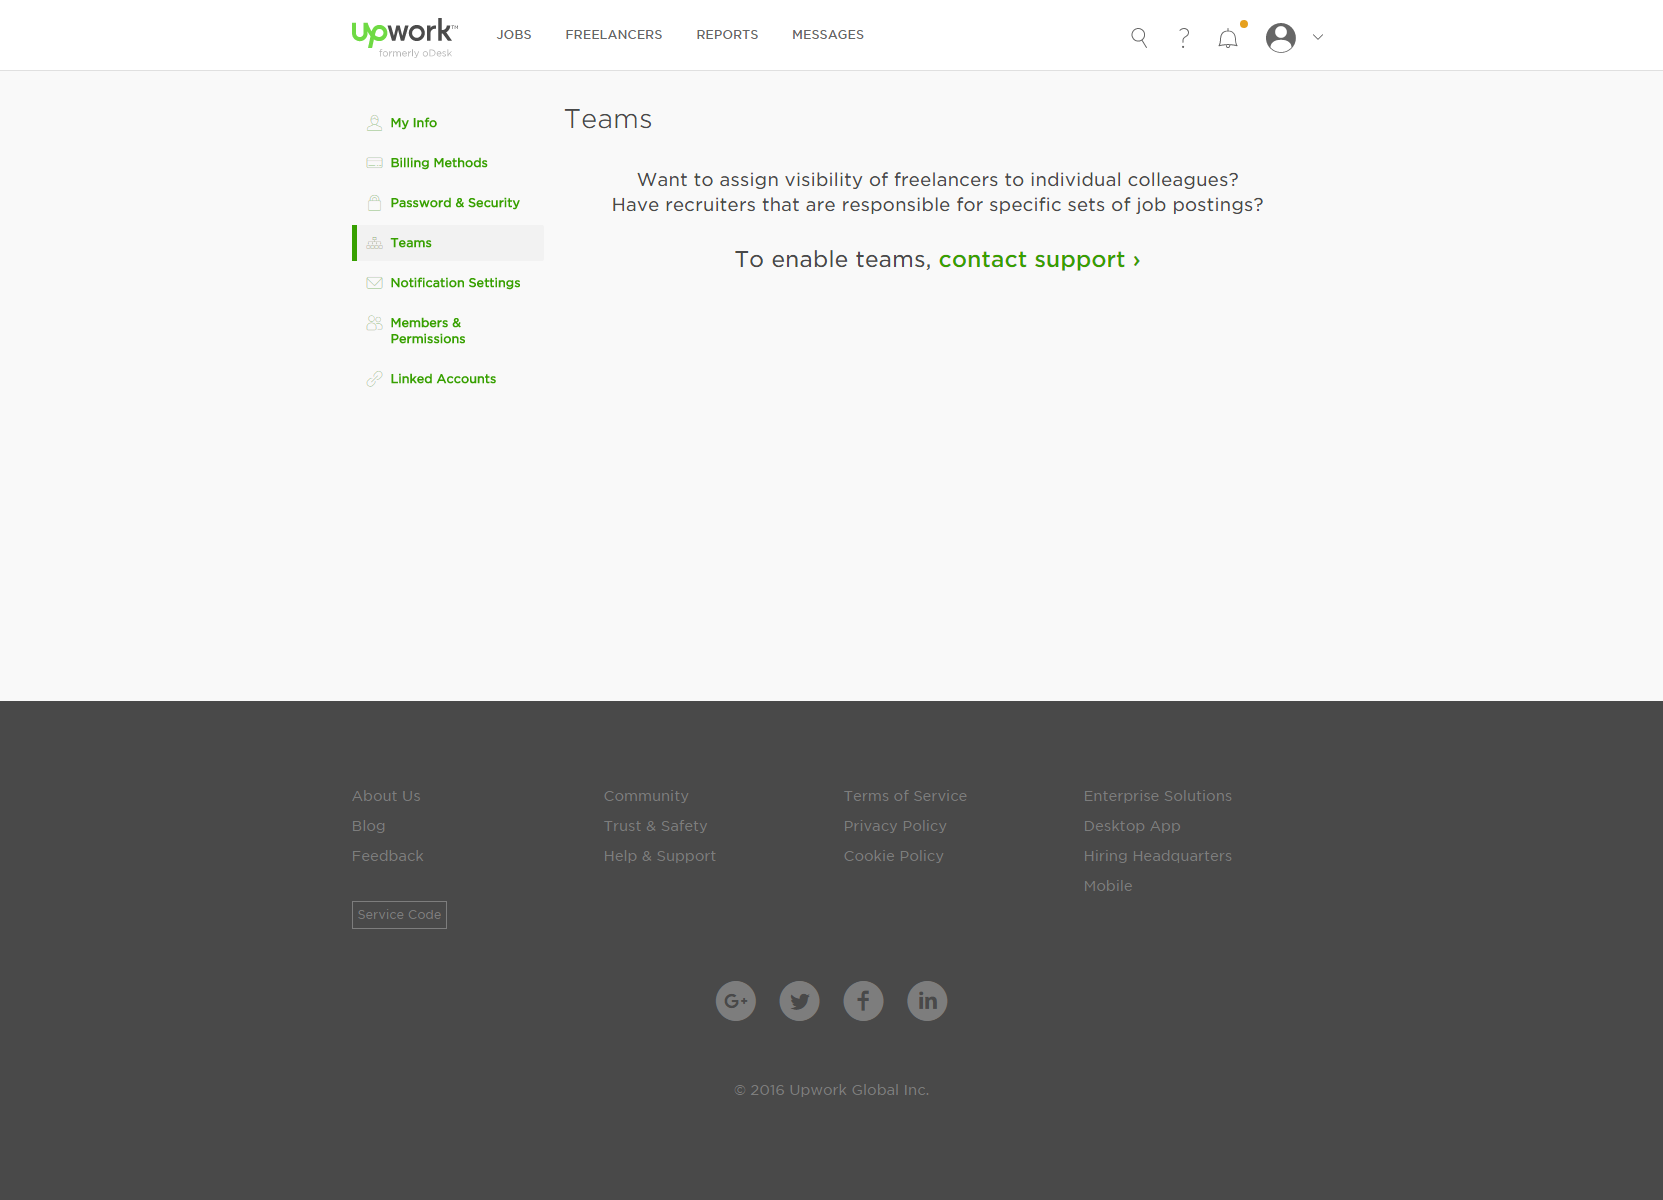 upwork™
formerly oDesk
JOBS
FREELANCERS
REPORTS
MESSAGES
My Info
Billing Methods
Password & Security
Teams
Notification Settings
Members &
Permissions
Linked Accounts
Teams
Want to assign visibility of freelancers to individual colleagues?
Have recruiters that are responsible for specific sets of job postings?
To enable teams, contact support ›
About Us
Blog
Feedback
Community
Trust & Safety
Help & Support
Terms of Service
Privacy Policy
Cookie Policy
Enterprise Solutions
Desktop App
Hiring Headquarters
Mobile
Service Code
G+
f
in
© 2016 Upwork Global Inc.